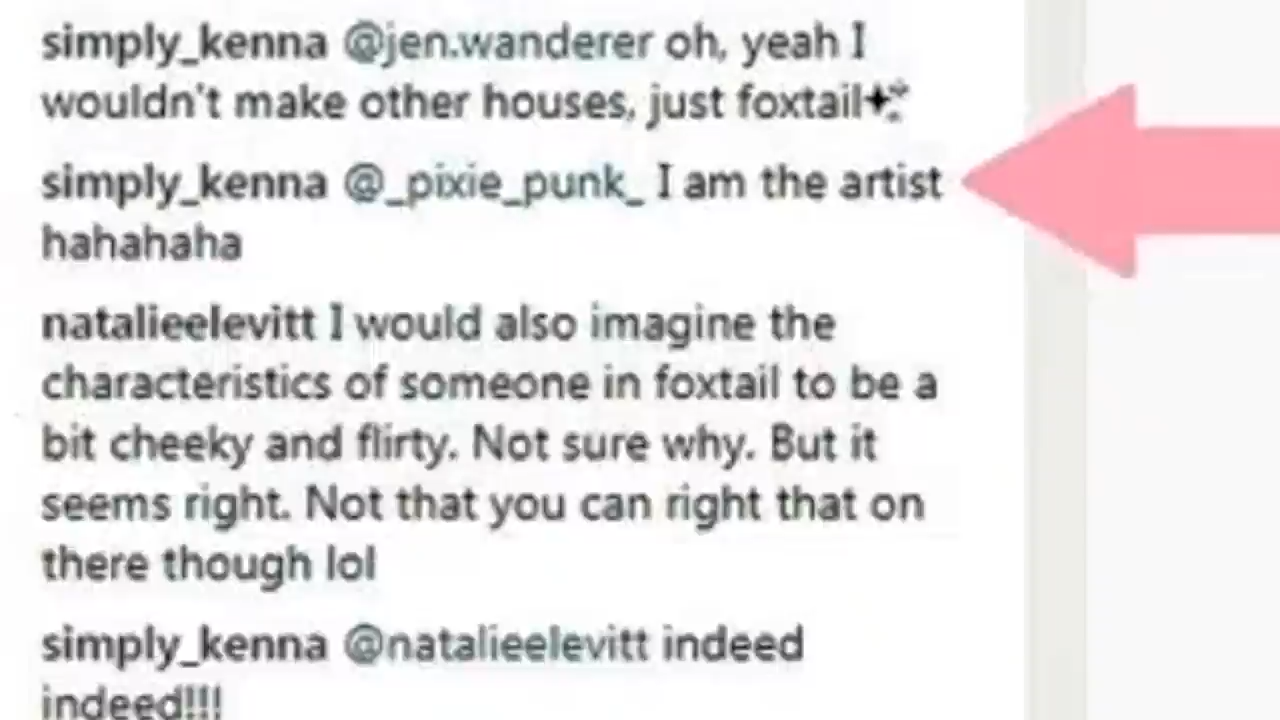 simply_kenna @jen.wanderer oh, yeah I
wouldn't make other houses, just foxtail✨
simply_kenna @_pixie_punk_ I am the artist
hahahaha
natalieelevitt I would also imagine the
characteristics of someone in foxtail to be a
bit cheeky and flirty. Not sure why. But it
seems right. Not that you can right that on
there though lol
simply_kenna @natalieelevitt indeed
indeed!!!